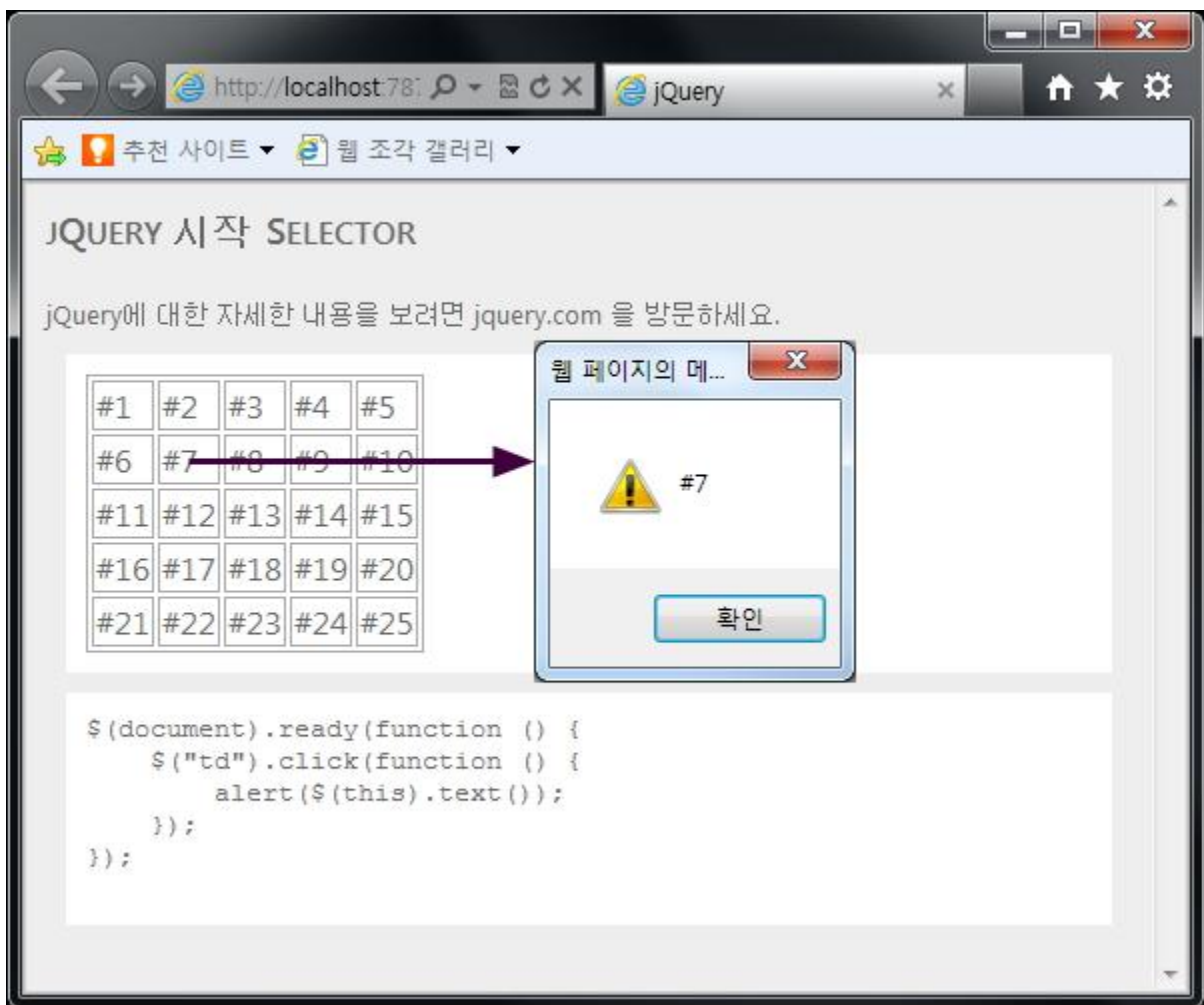 http://localhost:78
jQuery
추천 사이트
웹 조각 갤러리
JQUERY 시작 SELECTOR
jQuery에 대한 자세한 내용을 보려면 jquery.com 을 방문하세요.
#1 #2 #3 #4 #5
#6 #7 #8 #9 #10
#11 #12 #13 #14 #15
#16 #17 #18 #19 #20
#21 #22 #23 #24 #25
웹 페이지의 메...
#7
확인
$(document).ready(function () {
    $("td").click(function () {
        alert($(this).text());
    });
});